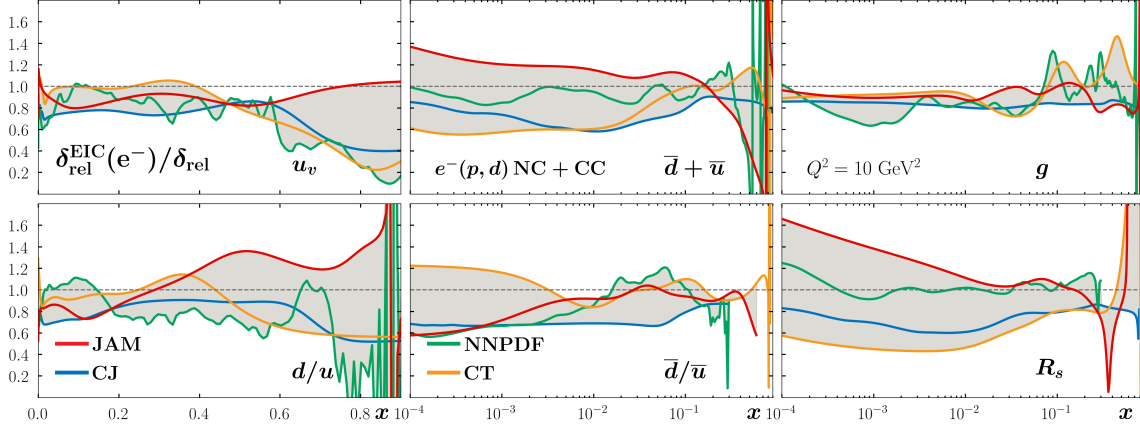 1.6
1.4
1.2
1.0
0.8
0.6
0.4
0.2
δ_rel^EIC(e⁻)/δ_rel
u_v
e⁻(p, d) NC + CC
d̅ + u̅
Q² = 10 GeV²
g
1.6
1.4
1.2
1.0
0.8
0.6
0.4
0.2
JAM
CJ
d/u
NNPDF
CT
d̅/u̅
R_s
0.0 0.2 0.4 0.6 0.8 x
10⁻³ 10⁻³ 10⁻² 10⁻¹ x
10⁻³ 10⁻³ 10⁻² 10⁻¹ x